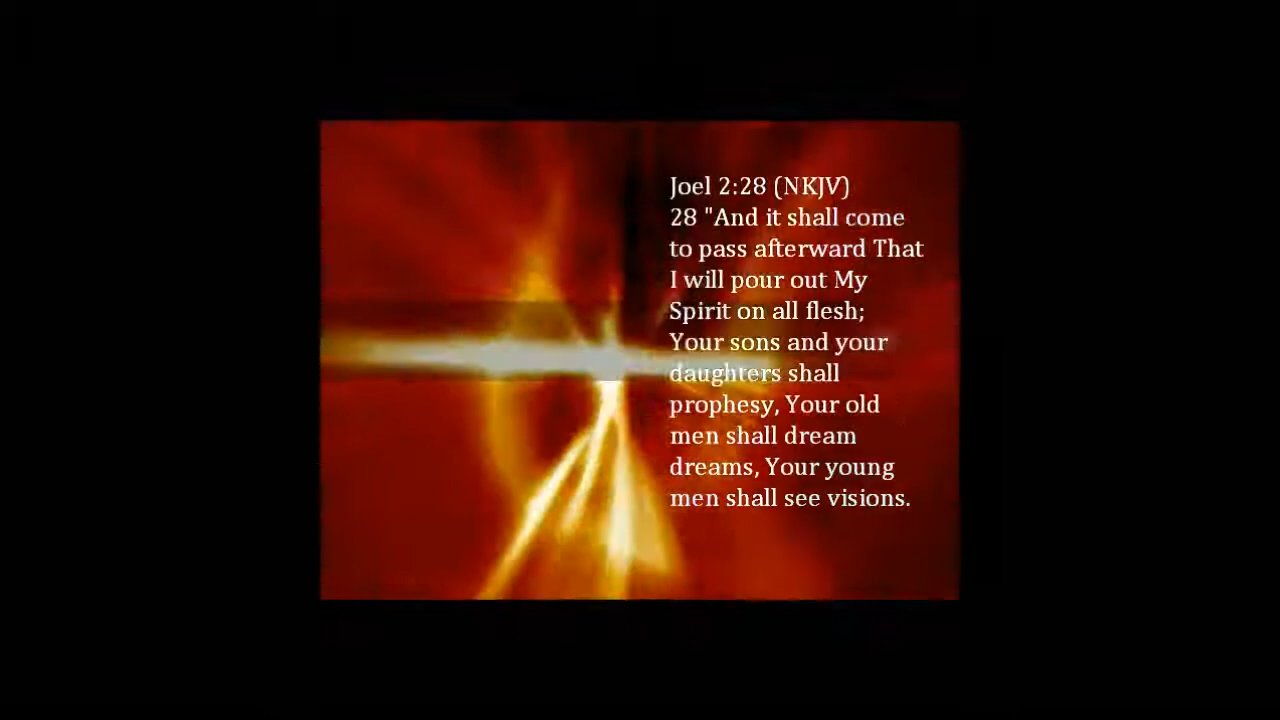 Joel 2:28 (NKJV)
28 "And it shall come
to pass afterward That
I will pour out My
Spirit on all flesh;
Your sons and your
daughters shall
prophesy, Your old
men shall dream
dreams, Your young
men shall see visions.